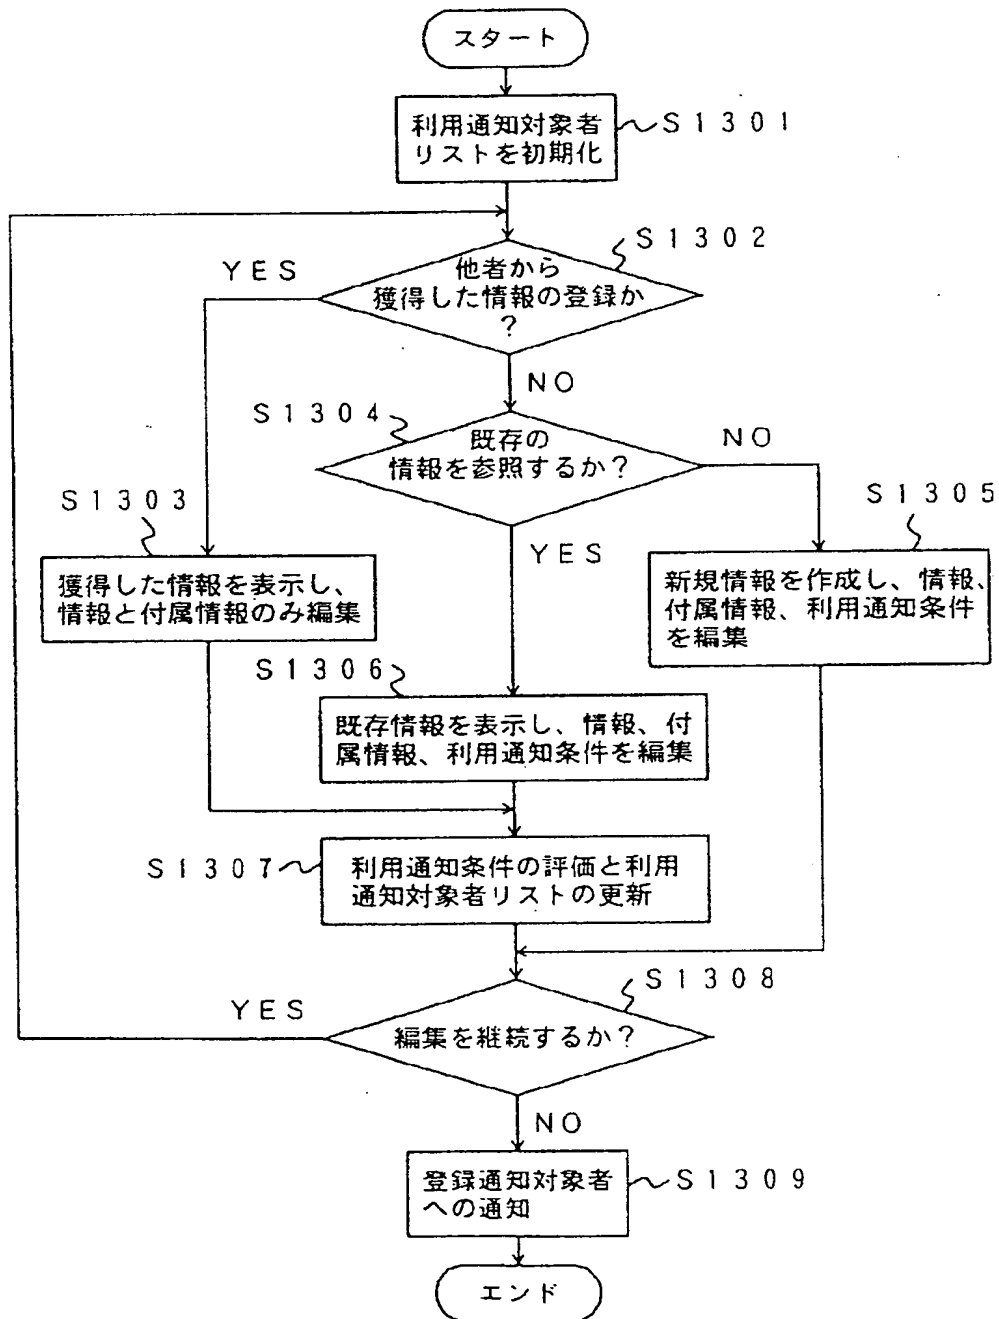 スタート
利用通知対象者
リストを初期化
S1301
S1302
他者から
獲得した情報の登録か
?
YES
NO
S1304
既存の
情報を参照するか?
NO
YES
S1303
獲得した情報を表示し、
情報と付属情報のみ編集
S1305
新規情報を作成し、情報、
付属情報、利用通知条件
を編集
S1306
既存情報を表示し、情報、付
属情報、利用通知条件を編集
S1307
利用通知条件の評価と利用
通知対象者リストの更新
S1308
編集を継続するか?
YES
NO
登録通知対象者
への通知
S1309
エンド